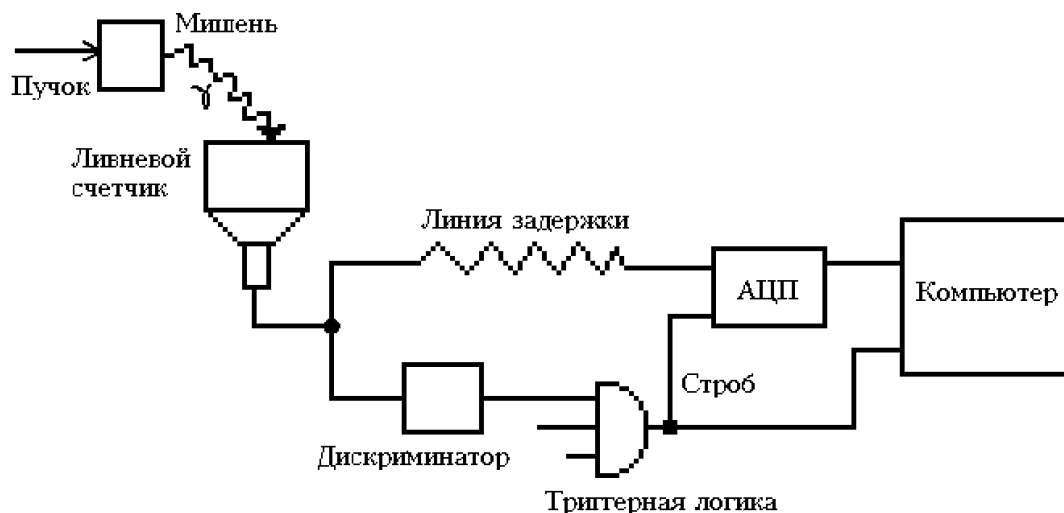 Мишень
Пучок
γ
Ливневой
счетчик
Линия задержки
АЦП
Компьютер
Строб
Дискриминатор
Триггерная логика